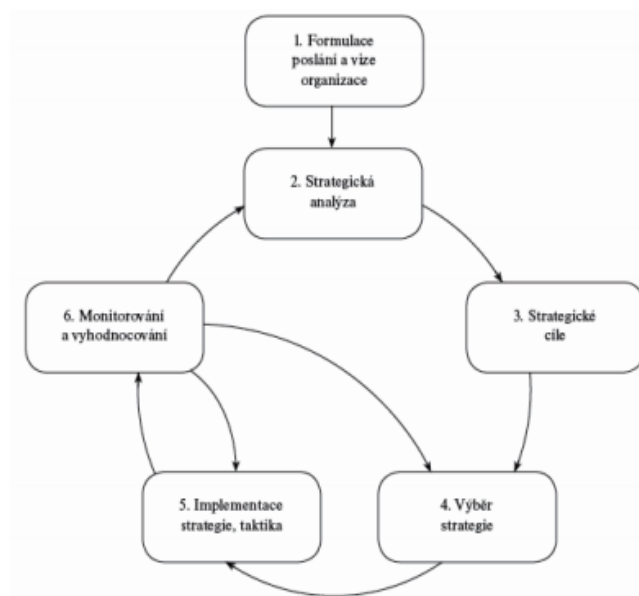 1. Formulace
poslání a vize
organizace
2. Strategická
analýza
3. Strategické
cíle
4. Výběr
strategie
5. Implementace
strategie, taktika
6. Monitorování
a vyhodnocování